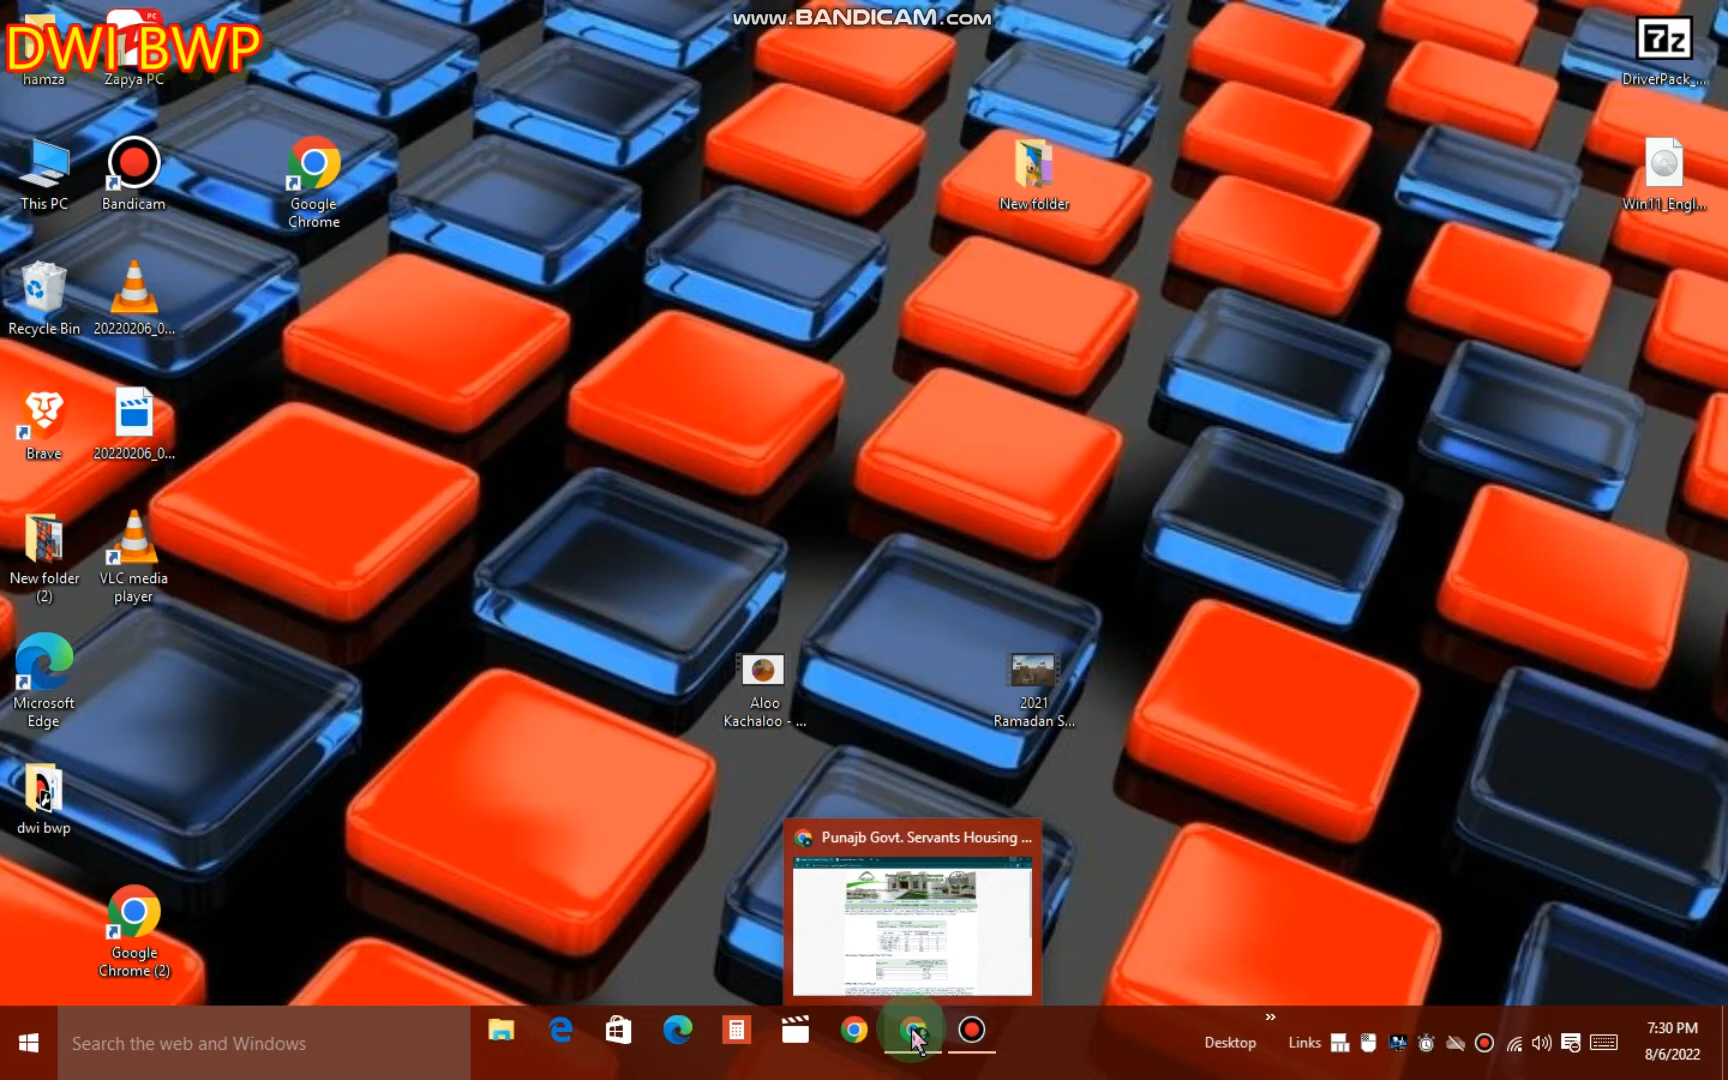 www.BANDICAM.com
DWI BWP
hamza
Zapya PC
DriverPack_...
This PC
Bandicam
Google
Chrome
New folder
Win11_Engl...
Recycle Bin
20220206_0...
Brave
20220206_0...
New folder
(2)
VLC media
player
Microsoft
Edge
Aloo
Kachaloo - ...
2021
Ramadan S...
dwi bwp
Punajb Govt. Servants Housing ...
Google
Chrome (2)
Search the web and Windows
Desktop
Links
7:30 PM
8/6/2022